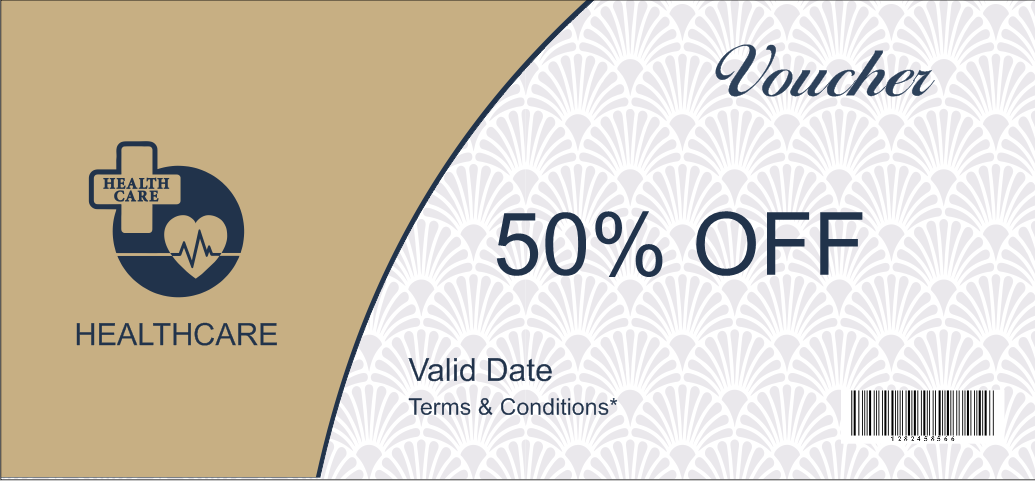 Voucher
HEALTH
CARE
50% OFF
HEALTHCARE
Valid Date
Terms & Conditions*